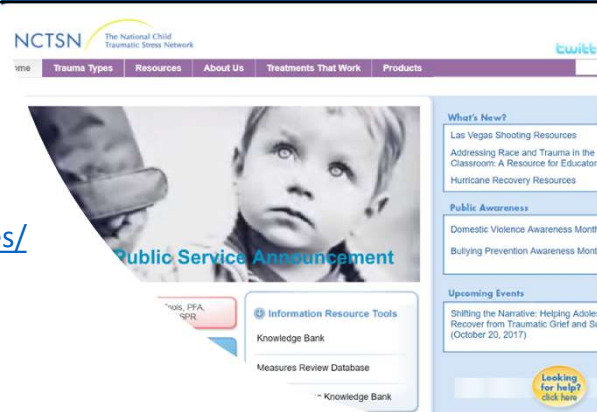 NCTSN
The National Child
Traumatic Stress Network
Trauma Types Resources About Us Treatments That Work Products
What's New?
Las Vegas Shooting Resources
Addressing Race and Trauma in the
Classroom: A Resource for Educator
Hurricane Recovery Resources
s/
Public Service Announcement
Public Awareness
Domestic Violence Awareness Month
Bullying Prevention Awareness Mont
ools, PFA,
SPR
Information Resource Tools
Knowledge Bank
Measures Review Database
Knowledge Bank
Upcoming Events
Shifting the Narrative: Helping Adoles
Recover from Traumatic Grief and
(October 20, 2017)
Looking
for help?
click here